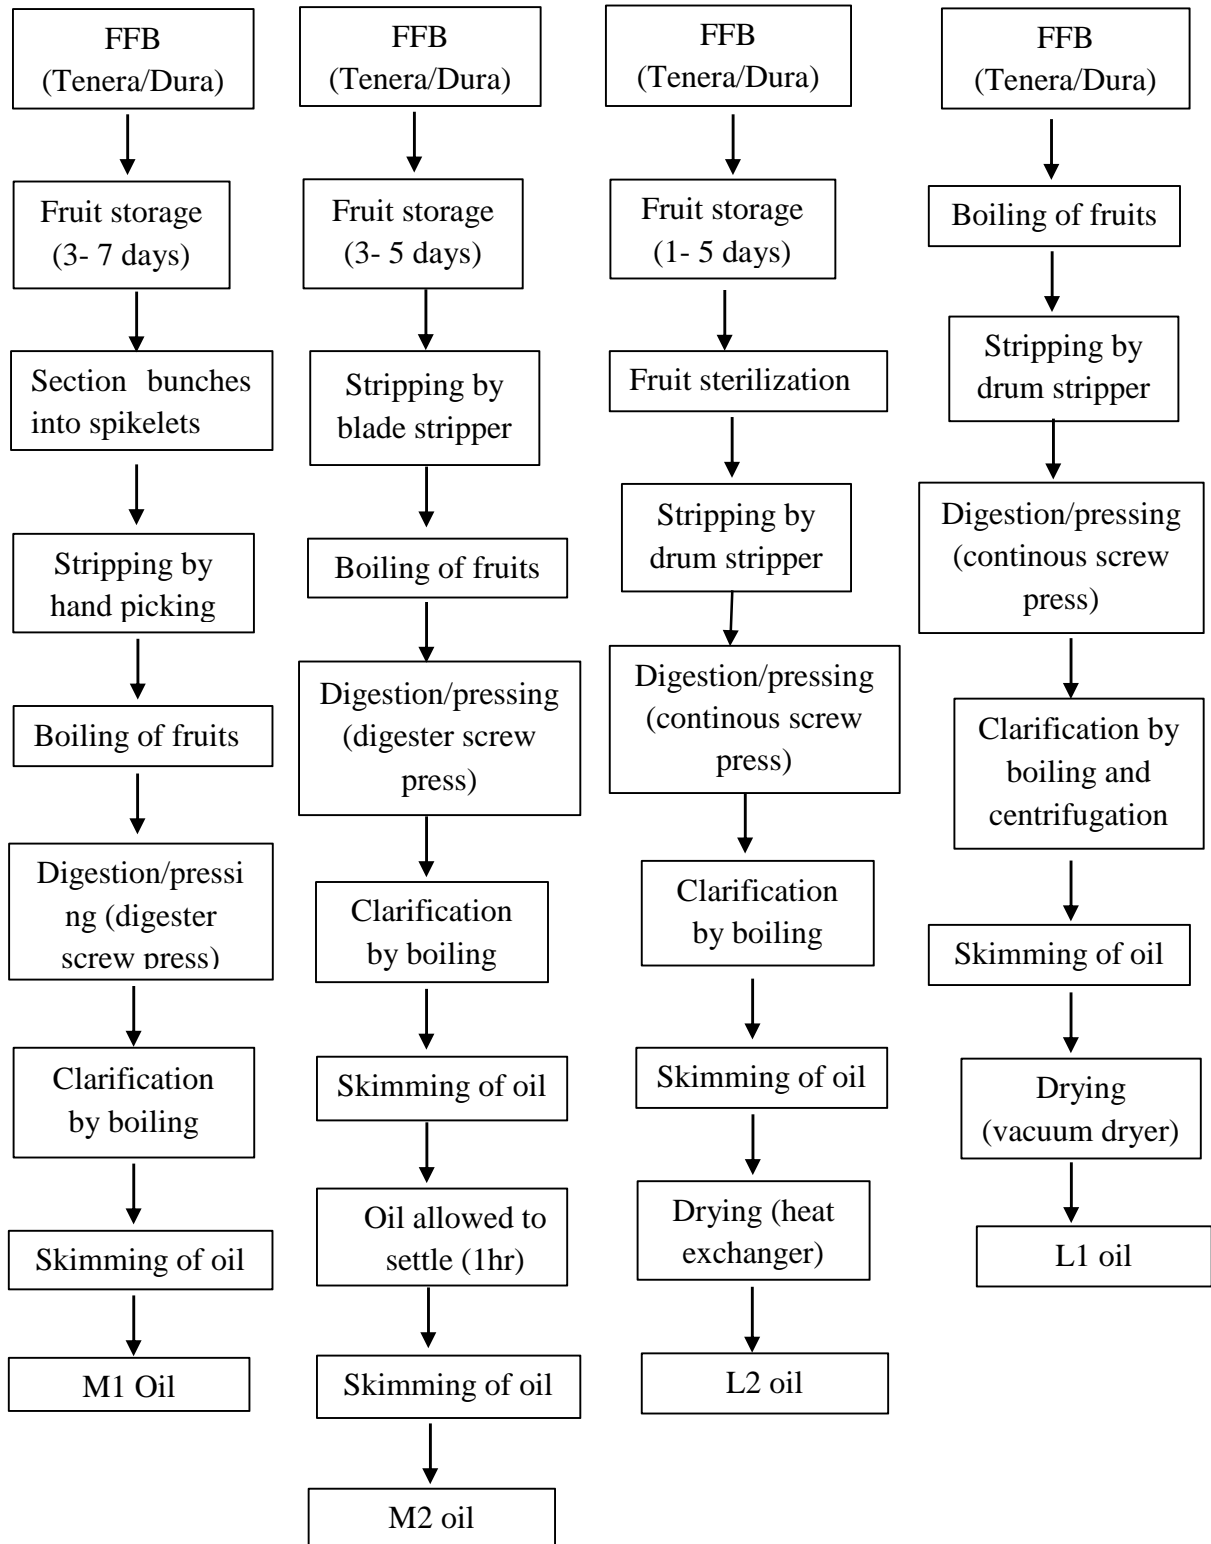 FFB
(Tenera/Dura)
Fruit storage
(3- 7 days)
Section bunches
into spikelets
Stripping by
hand picking
Boiling of fruits
Digestion/pressi
ng (digester
screw press)
Clarification
by boiling
Skimming of oil
M1 Oil
FFB
(Tenera/Dura)
Fruit storage
(3- 5 days)
Stripping by
blade stripper
Boiling of fruits
Digestion/pressing
(digester screw
press)
Clarification
by boiling
Skimming of oil
Oil allowed to
settle (1hr)
Skimming of oil
M2 oil
FFB
(Tenera/Dura)
Fruit storage
(1- 5 days)
Fruit sterilization
Stripping by
drum stripper
Digestion/pressing
(continous screw
press)
Clarification
by boiling
Skimming of oil
Drying (heat
exchanger)
L2 oil
FFB
(Tenera/Dura)
Boiling of fruits
Stripping by
drum stripper
Digestion/pressing
(continous screw
press)
Clarification by
boiling and
centrifugation
Skimming of oil
Drying
(vacuum dryer)
L1 oil